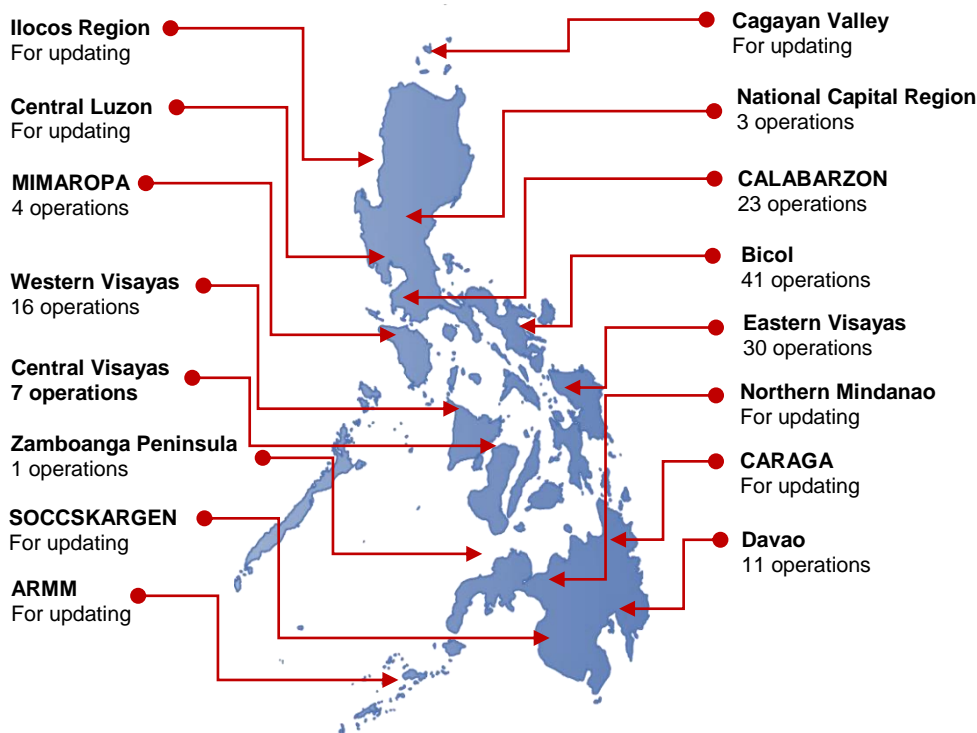 Ilocos Region
For updating
Central Luzon
For updating
MIMAROPA
4 operations
Western Visayas
16 operations
Central Visayas
7 operations
Zamboanga Peninsula
1 operations
SOCCSKARGEN
For updating
ARMM
For updating
Cagayan Valley
For updating
National Capital Region
3 operations
CALABARZON
23 operations
Bicol
41 operations
Eastern Visayas
30 operations
Northern Mindanao
For updating
CARAGA
For updating
Davao
11 operations